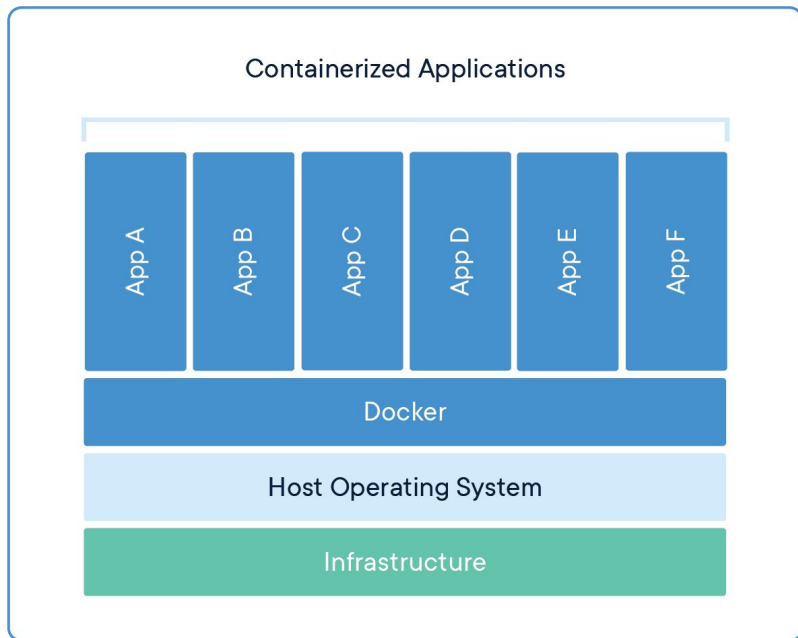 Containerized Applications
App A
App B
App C
App D
App E
App F
Docker
Host Operating System
Infrastructure